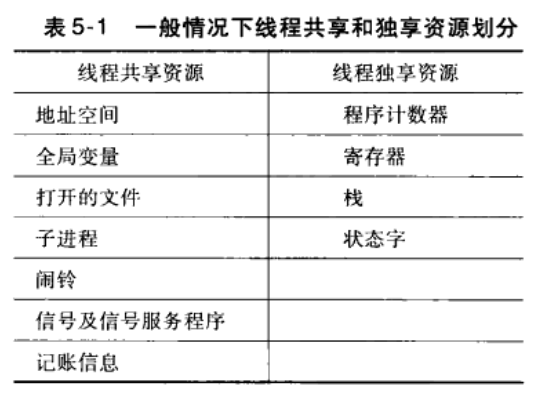 表5-1 一般情况下线程共享和独享资源划分
线程共享资源 线程独享资源
地址空间 程序计数器
全局变量 寄存器
打开的文件 栈
子进程 状态字
闹铃
信号及信号服务程序
记账信息